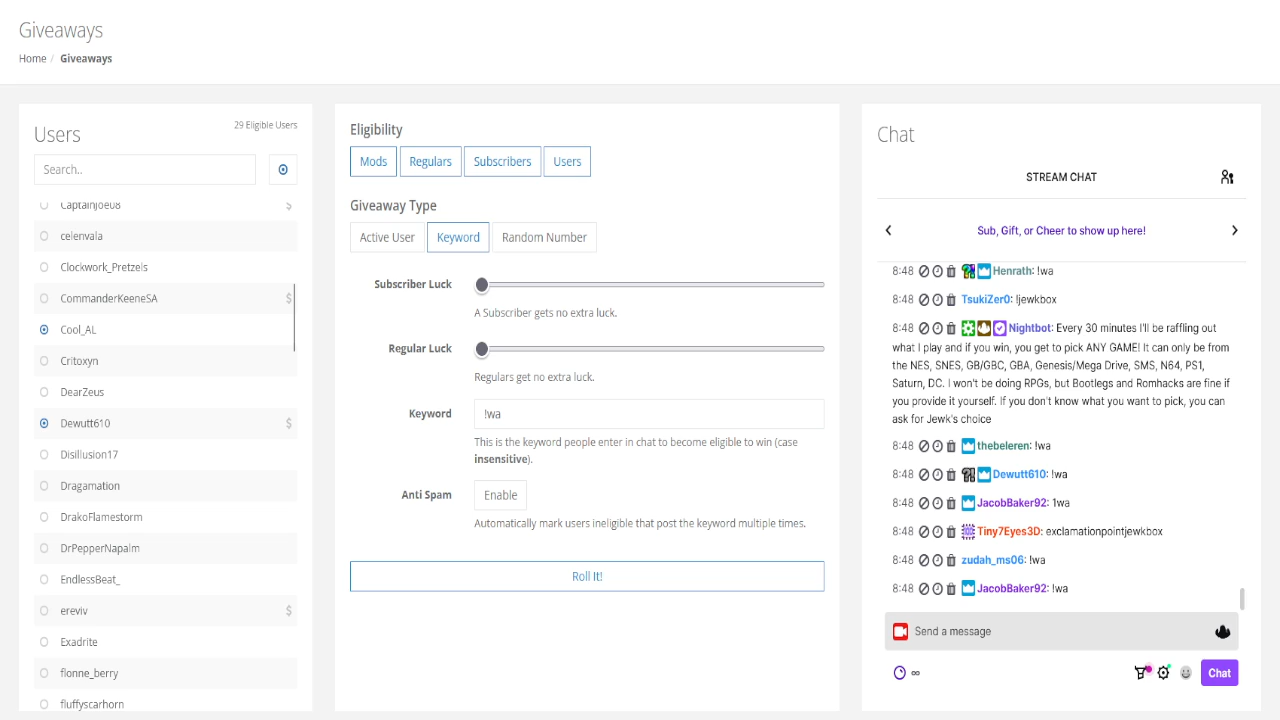 Giveaways
Home / Giveaways
Users
29 Eligible Users
Search..
CaptainJoe08
$
celenvala
Clockwork_Pretzels
CommanderKeeneSA
$
Cool_AL
Critoxyn
DearZeus
Dewutt610
$
Disillusion17
Dragamation
DrakoFlamestorm
DrPepperNapalm
EndlessBeat_
ereviv
$
Exadrite
flonne_berry
fluffyscarhorn
Eligibility
Mods
Regulars
Subscribers
Users
Giveaway Type
Active User
Keyword
Random Number
Subscriber Luck
A Subscriber gets no extra luck.
Regular Luck
Regulars get no extra luck.
Keyword
!wa
This is the keyword people enter in chat to become eligible to win (case
insensitive).
Anti Spam
Enable
Automatically mark users ineligible that post the keyword multiple times.
Roll It!
Chat
STREAM CHAT
Sub, Gift, or Cheer to show up here!
8:48 Henrath: !wa
8:48 TsukiZer0: !jewkbox
8:48 Nightbot: Every 30 minutes I'll be raffling out
what I play and if you win, you get to pick ANY GAME! It can only be from
the NES, SNES, GB/GBC, GBA, Genesis/Mega Drive, SMS, N64, PS1,
Saturn, DC. I won't be doing RPGs, but Bootlegs and Romhacks are fine if
you provide it yourself. If you don't know what you want to pick, you can
ask for Jewk's choice
8:48 thebeleren: !wa
8:48 Dewutt610: !wa
8:48 JacobBaker92: 1wa
8:48 Tiny7Eyes3D: exclamationpointjewkbox
8:48 zudah_ms06: !wa
8:48 JacobBaker92: !wa
Send a message
∞
Chat